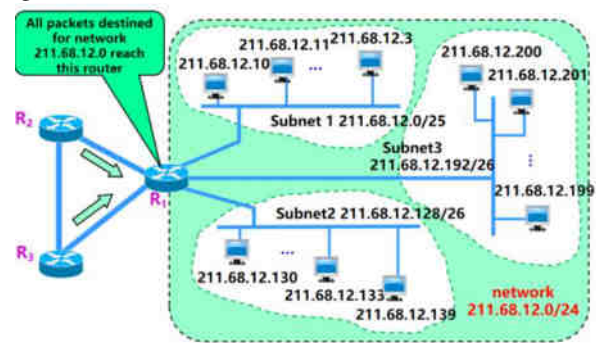 All packets destined
for network
211.68.12.0 reach
this router
R2
R1
R3
211.68.12.10
211.68.12.11
...
211.68.12.3
Subnet 1 211.68.12.0/25
211.68.12.200
211.68.12.201
...
211.68.12.199
Subnet3
211.68.12.192/26
Subnet2 211.68.12.128/26
211.68.12.130
...
211.68.12.133
211.68.12.139
network
211.68.12.0/24